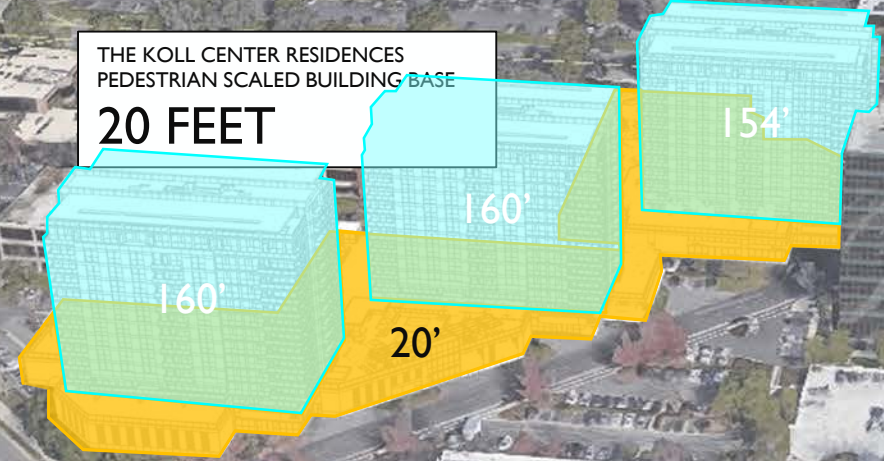 THE KOLL CENTER RESIDENCES
PEDESTRIAN SCALED BUILDING BASE
20 FEET
154’
160’
160’
20’